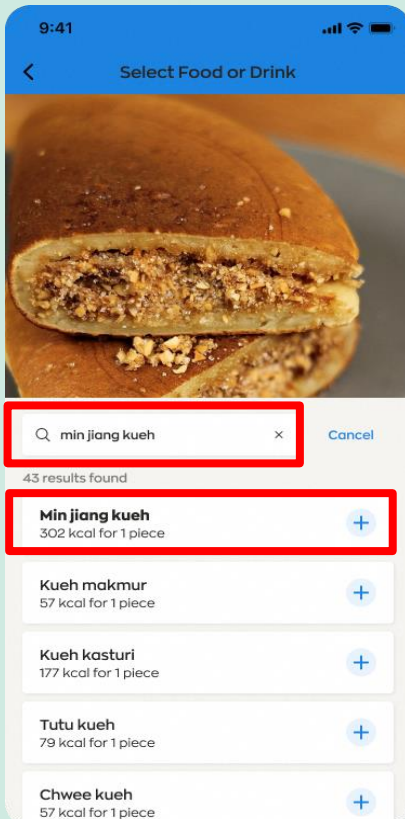 9:41
Select Food or Drink
min jiang kueh × Cancel
43 results found
Min jiang kueh
302 kcal for 1 piece
Kueh makmur
57 kcal for 1 piece
Kueh kasturi
177 kcal for 1 piece
Tutu kueh
79 kcal for 1 piece
Chwee kueh
57 kcal for 1 piece